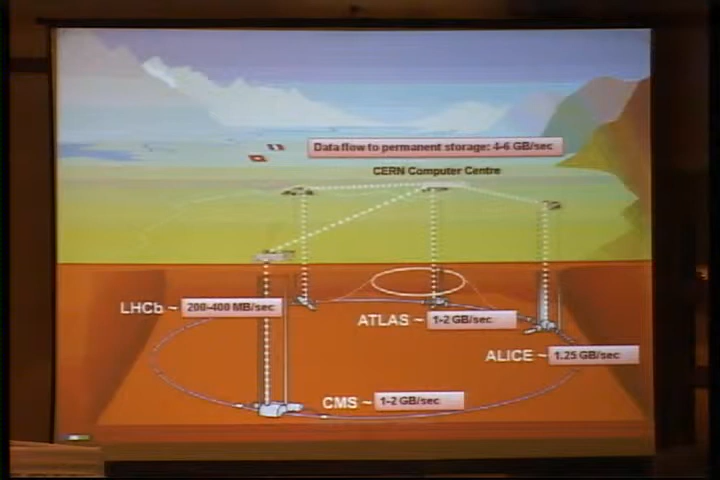 Data flow to permanent storage: 4-6 GB/sec
CERN Computer Centre
LHCb ~ 200-400 MB/sec
ATLAS ~ 1-2 GB/sec
ALICE ~ 1.25 GB/sec
CMS ~ 1-2 GB/sec